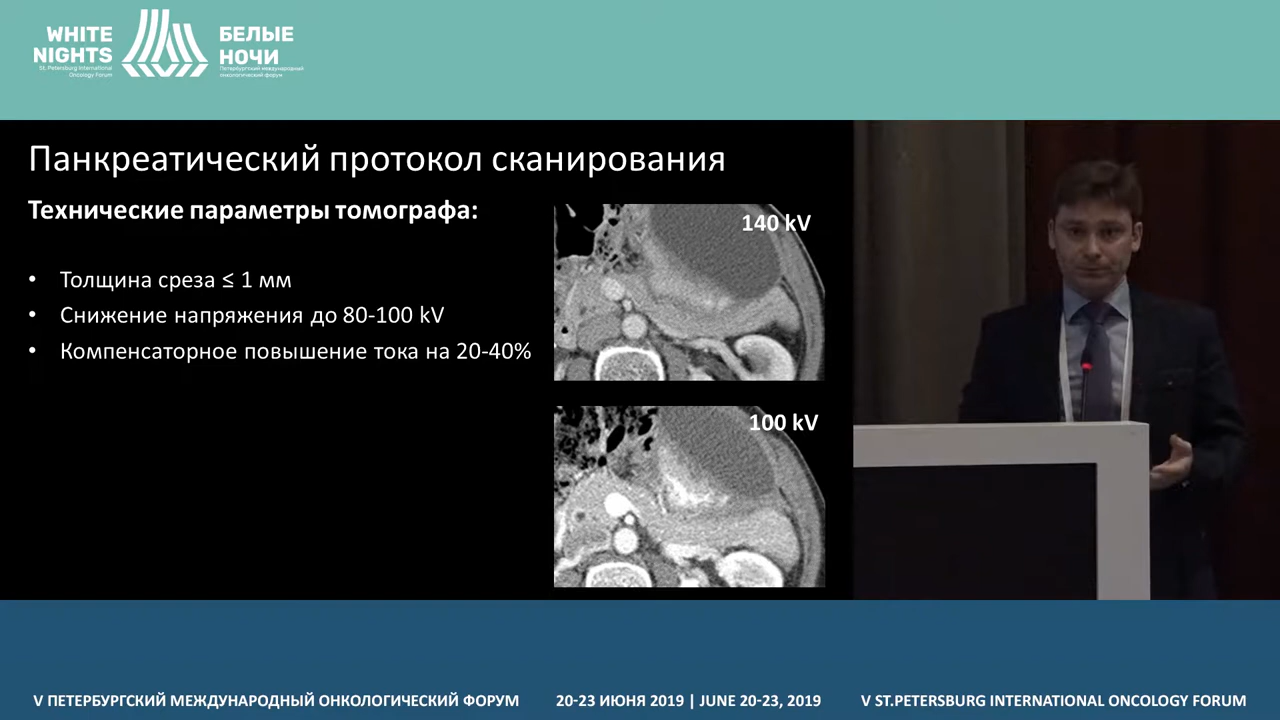 WHITE
NIGHTS
St. Petersburg International
Oncology Forum
БЕЛЫЕ
НОЧИ
Петербургский международный
онкологический форум
Панкреатический протокол сканирования
Технические параметры томографа:
• Толщина среза ≤ 1 мм
• Снижение напряжения до 80-100 kV
• Компенсаторное повышение тока на 20-40%
140 kV
100 kV
V ПЕТЕРБУРГСКИЙ МЕЖДУНАРОДНЫЙ ОНКОЛОГИЧЕСКИЙ ФОРУМ
20-23 ИЮНЯ 2019 | JUNE 20-23, 2019
V ST.PETERSBURG INTERNATIONAL ONCOLOGY FORUM